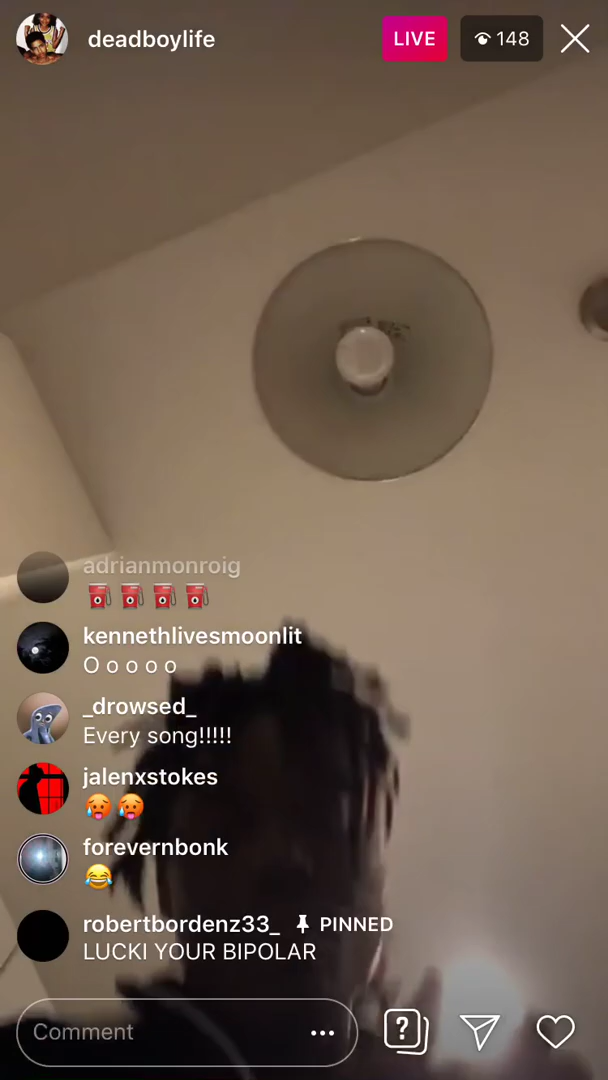 deadboylife
LIVE
148
adrianmonroig
⛽⛽⛽⛽
kennethlivesmoonlit
O o o o o
_drowsed_
Every song!!!!!
jalenxstokes
🥵🥵
forevernbonk
😂
robertbordenz33_ PINNED
LUCKI YOUR BIPOLAR
Comment